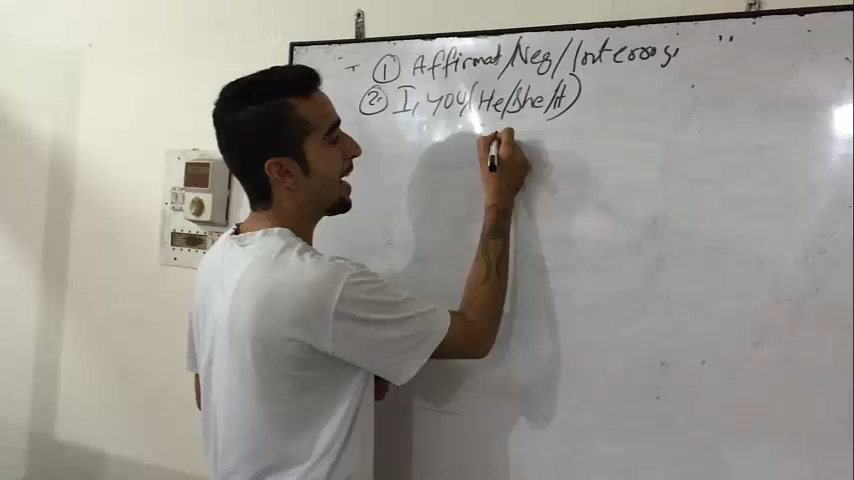 ① Affirmat/Neg/Interrog.
② I, you/(He/She/it)